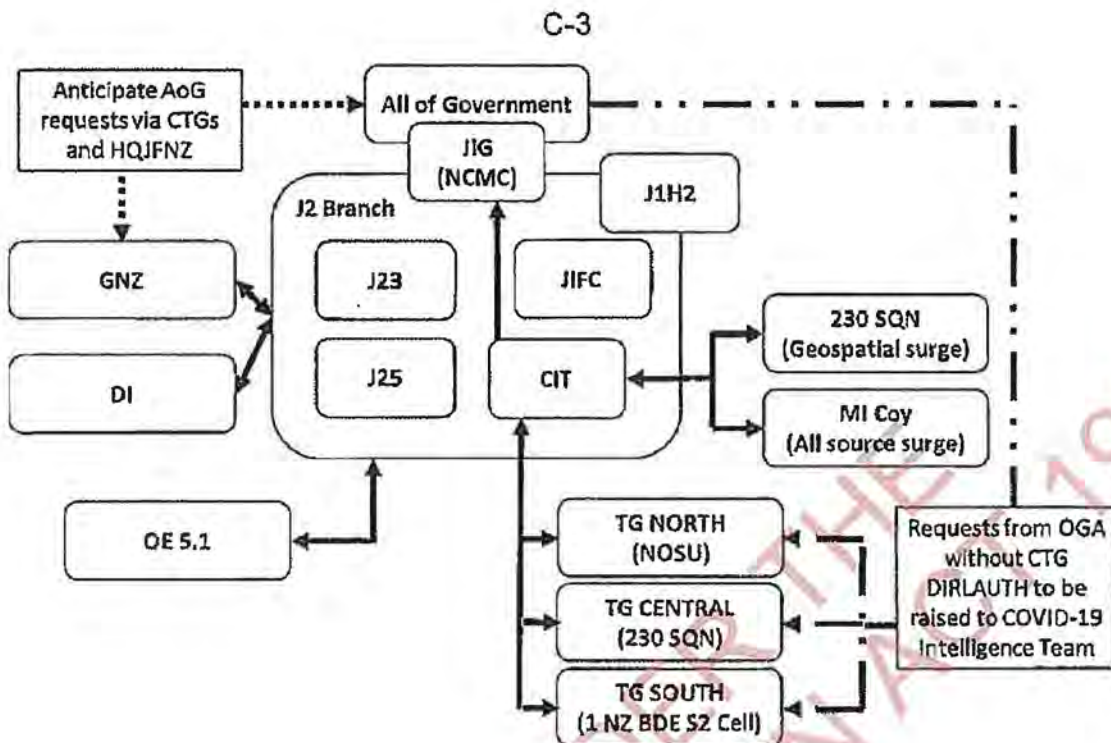 C-3
Anticipate AoG
requests via CTGs
and HQJFNZ
All of Government
JIG
(NCMC)
J1H2
J2 Branch
GNZ
J23
JIFC
DI
J25
CIT
230 SQN
(Geospatial surge)
MI Coy
(All source surge)
OE 5.1
TG NORTH
(NOSU)
TG CENTRAL
(230 SQN)
TG SOUTH
(1 NZ BDE S2 Cell)
Requests from OGA
without CTG
DIRLAUTH to be
raised to COVID-19
Intelligence Team
THE
ACT 19